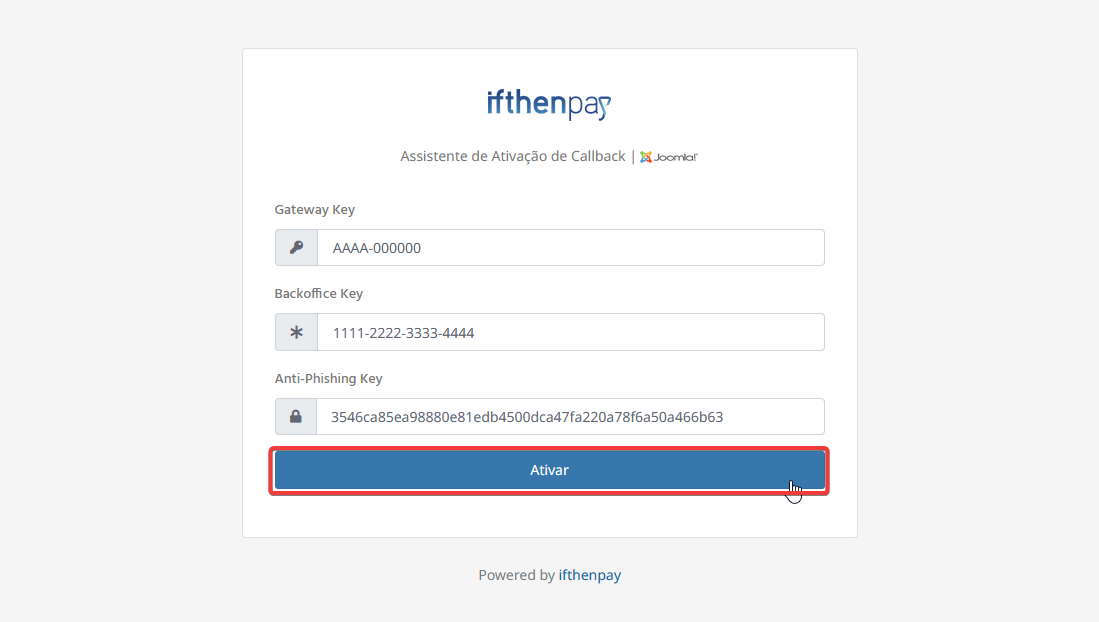 ifthenpay
Assistente de Ativação de Callback | Joomla!
Gateway Key
AAAA-000000
Backoffice Key
1111-2222-3333-4444
Anti-Phishing Key
3546ca85ea98880e81edb4500dca47fa220a78f6a50a466b63
Ativar
Powered by ifthenpay